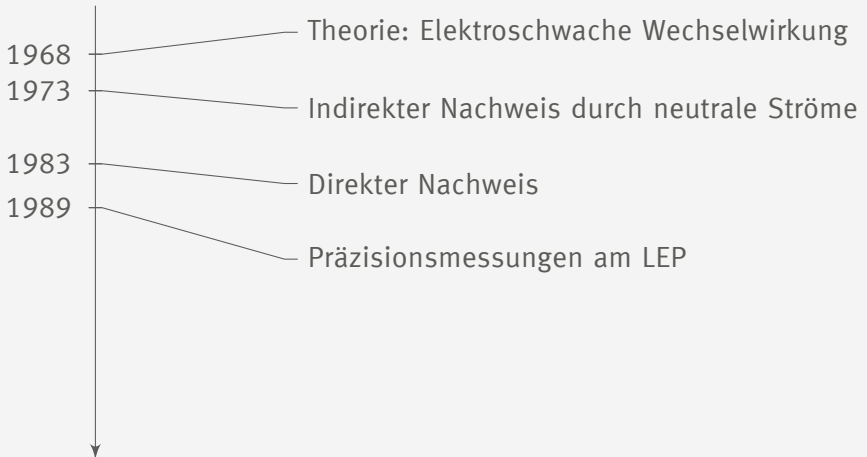 1968 Theorie: Elektroschwache Wechselwirkung
1973 Indirekter Nachweis durch neutrale Ströme
1983 Direkter Nachweis
1989 Präzisionsmessungen am LEP